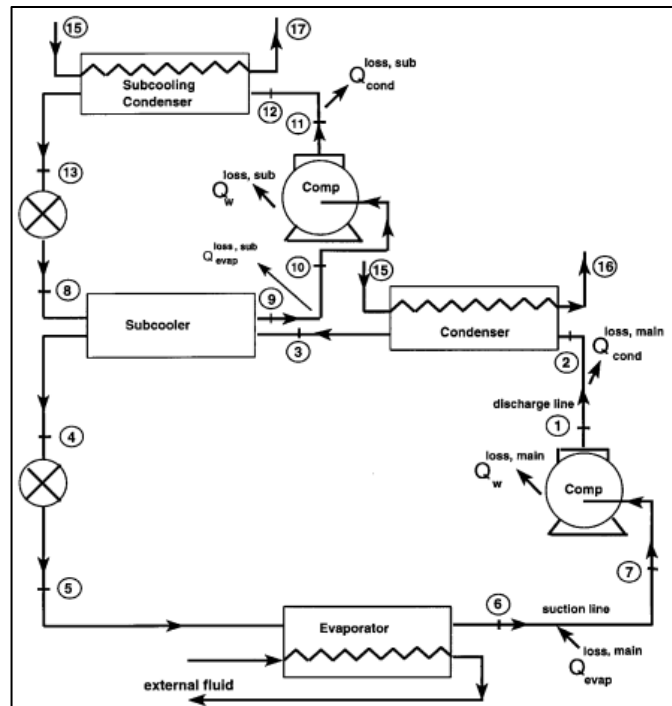 15
17
Subcooling
Condenser
Q cond loss, sub
12
11
13
Q w loss, sub
Comp
Q evap loss, sub
10
15
16
8
9
Subcooler
3
Condenser
2
Q cond loss, main
discharge line
4
1
Q w loss, main
Comp
7
5
6
suction line
Evaporator
Q evap loss, main
external fluid